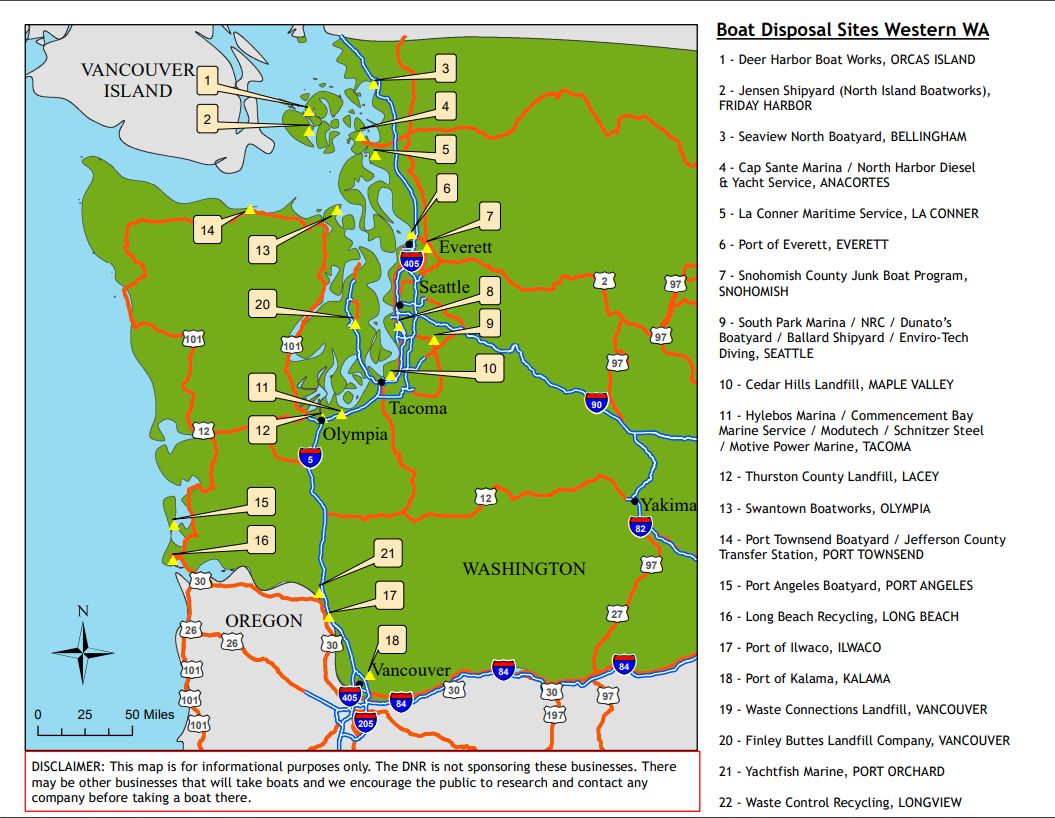 Boat Disposal Sites Western WA
1 - Deer Harbor Boat Works, ORCAS ISLAND
2 - Jensen Shipyard (North Island Boatworks),
FRIDAY HARBOR
3 - Seaview North Boatyard, BELLINGHAM
4 - Cap Sante Marina / North Harbor Diesel
& Yacht Service, ANACORTES
5 - La Conner Maritime Service, LA CONNER
6 - Port of Everett, EVERETT
7 - Snohomish County Junk Boat Program,
SNOHOMISH
9 - South Park Marina / NRC / Dunato’s
Boatyard / Ballard Shipyard / Enviro-Tech
Diving, SEATTLE
10 - Cedar Hills Landfill, MAPLE VALLEY
11 - Hylebos Marina / Commencement Bay
Marine Service / Modutech / Schnitzer Steel
/ Motive Power Marine, TACOMA
12 - Thurston County Landfill, LACEY
13 - Swantown Boatworks, OLYMPIA
14 - Port Townsend Boatyard / Jefferson County
Transfer Station, PORT TOWNSEND
15 - Port Angeles Boatyard, PORT ANGELES
16 - Long Beach Recycling, LONG BEACH
17 - Port of Ilwaco, ILWACO
18 - Port of Kalama, KALAMA
19 - Waste Connections Landfill, VANCOUVER
20 - Finley Buttes Landfill Company, VANCOUVER
21 - Yachtfish Marine, PORT ORCHARD
22 - Waste Control Recycling, LONGVIEW
VANCOUVER
ISLAND
1
2
3
4
5
6
7
14
13
Everett
405
Seattle
2
97
20
8
9
101
101
97
97
10
11
90
Tacoma
12
12
Olympia
5
12
Yakima
82
15
16
21
WASHINGTON
97
30
17
N
OREGON
27
26
26
30
18
Vancouver
84
84
101
30
30
97
405
84
101
205
197
101
0 25 50 Miles
DISCLAIMER: This map is for informational purposes only. The DNR is not sponsoring these businesses. There
may be other businesses that will take boats and we encourage the public to research and contact any
company before taking a boat there.